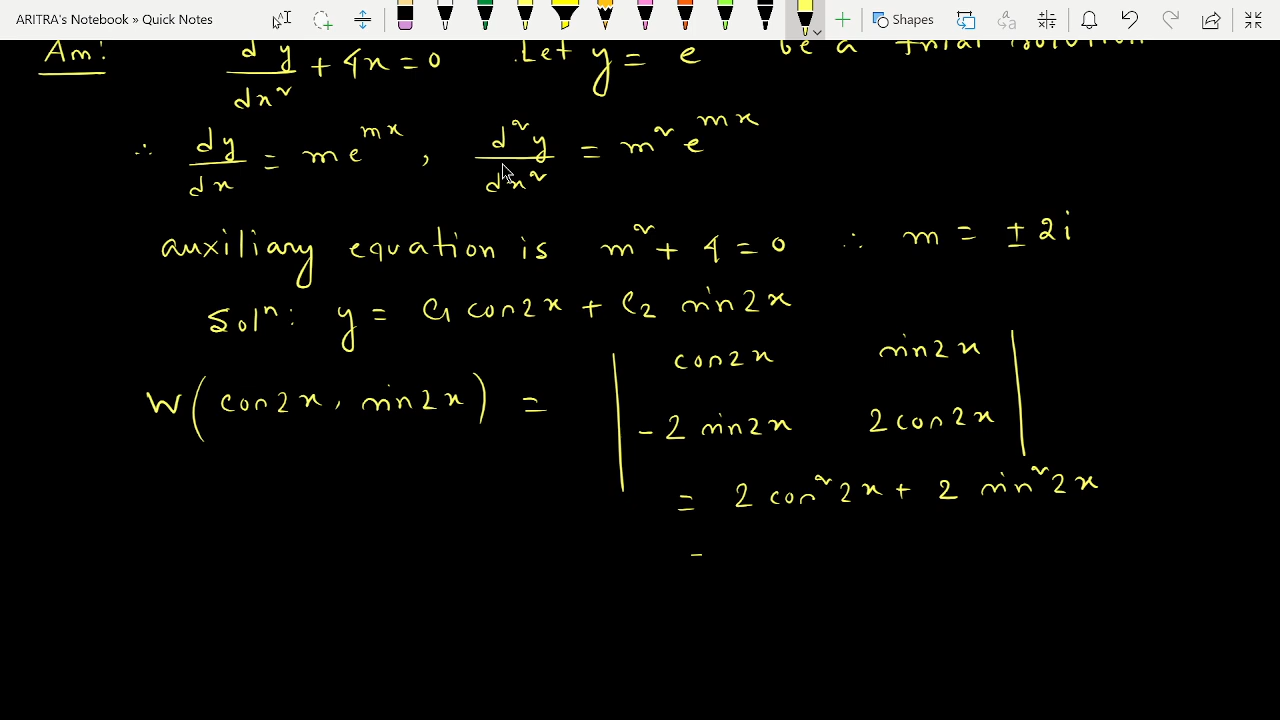 ARITRA's Notebook » Quick Notes
Shapes
Ans: d²y/dx² + 4x = 0 . Let y = e be a trial solution
∴ dy/dx = me^{mx} , d²y/dx² = m²e^{mx}
auxiliary equation is m² + 4 = 0 ∴ m = ± 2i
Solⁿ: y = C₁ cos2x + C₂ sin2x
W(cos2x, sin2x) = | cos2x sin2x |
| -2 sin2x 2cos2x |
= 2 cos²2x + 2 sin²2x
-